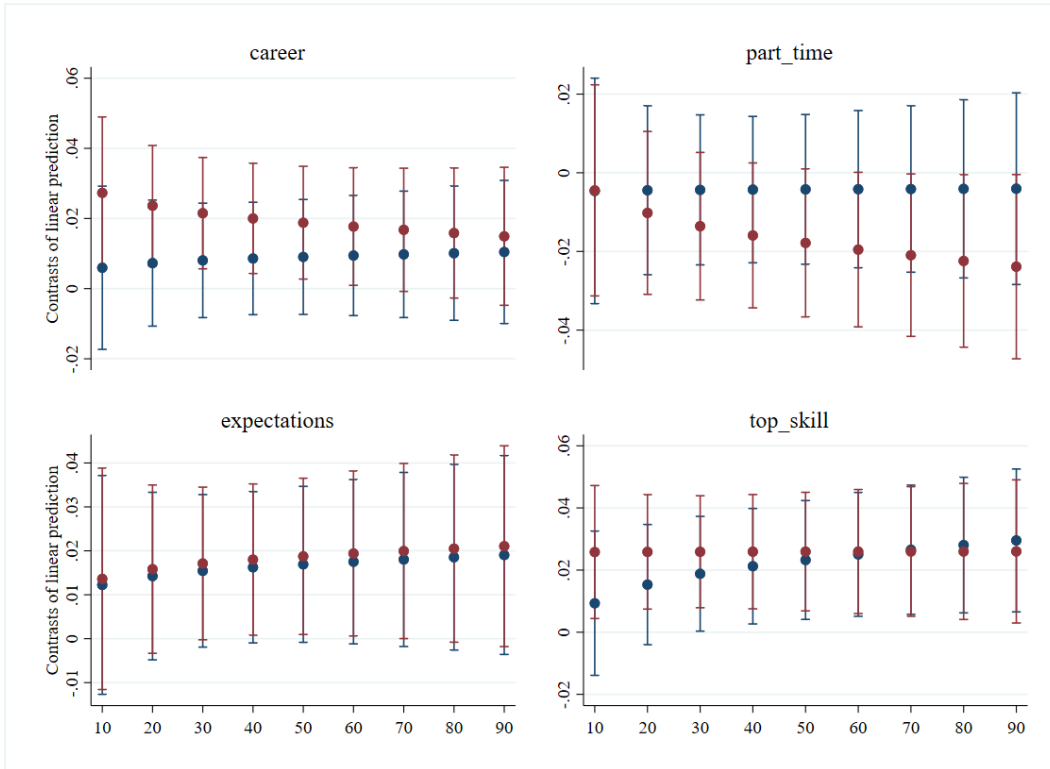 career
part_time
Contrasts of linear prediction
.06
.04
.02
0
-.02
.02
0
-.02
-.04
expectations
top_skill
Contrasts of linear prediction
.04
.03
.02
.01
0
-.01
.06
.04
.02
0
-.02
10 20 30 40 50 60 70 80 90
10 20 30 40 50 60 70 80 90